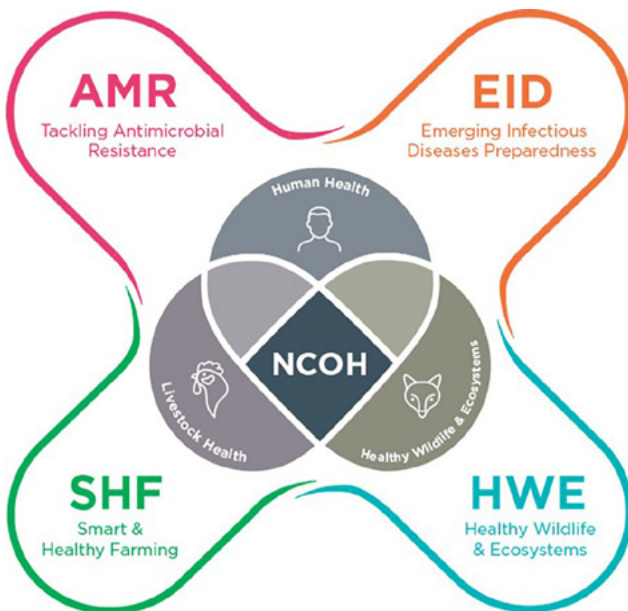 AMR
Tackling Antimicrobial
Resistance
EID
Emerging Infectious
Diseases Preparedness
Human Health
NCOH
Livestock Health
Healthy Wildlife & Ecosystems
SHF
Smart &
Healthy Farming
HWE
Healthy Wildlife
& Ecosystems